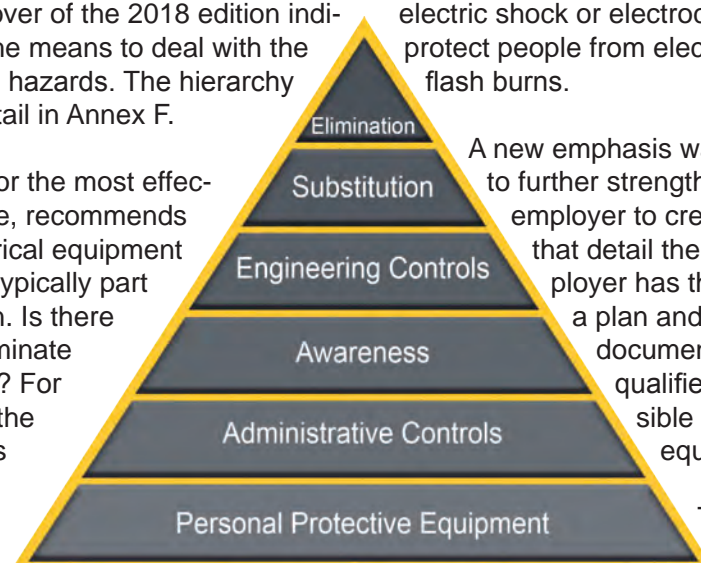 over of the 2018 edition indi-
ne means to deal with the
hazards. The hierarchy
tail in Annex F.
or the most effec-
e, recommends
rical equipment
ypically part
n. Is there
minate
? For
the
s
Elimination
Substitution
Engineering Controls
Awareness
Administrative Controls
Personal Protective Equipment
electric shock or electroc
protect people from elec
flash burns.
A new emphasis wa
to further strength
employer to cre
that detail the
ployer has th
a plan and
documen
qualifie
sible
equ